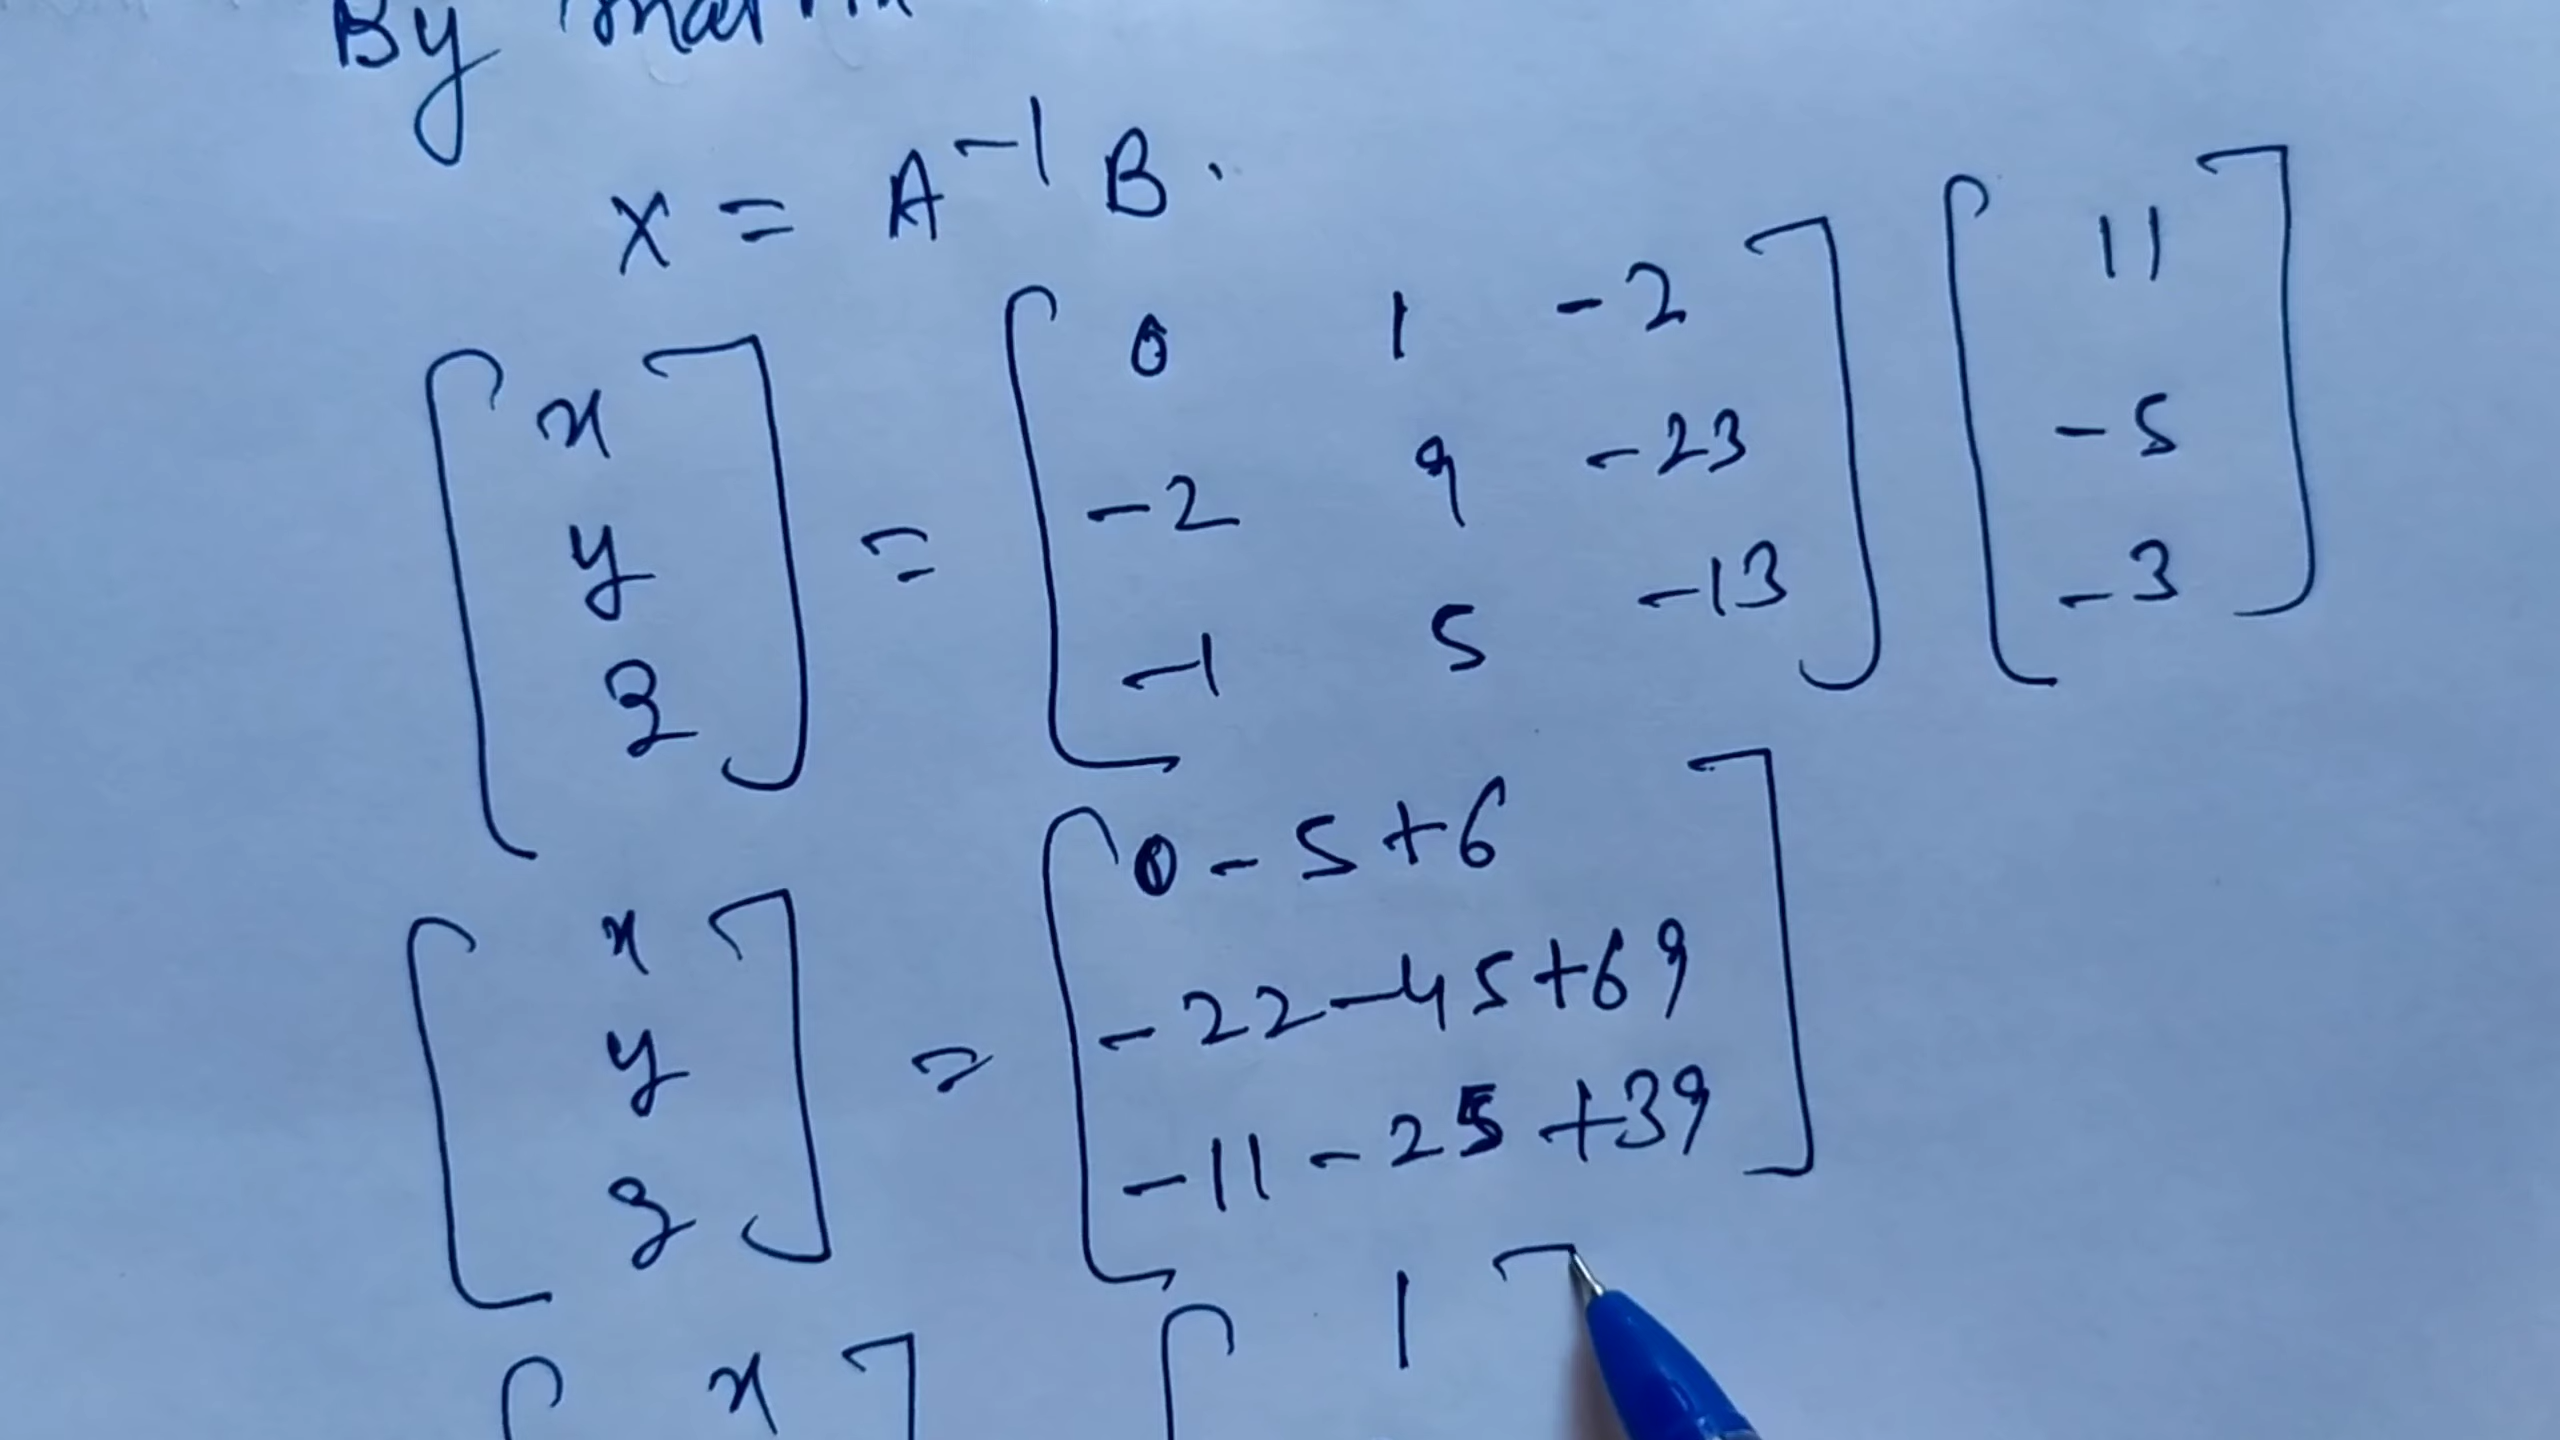 By
X = A⁻¹ B.
[ x ] = [ 0 1 -2 ] [ 11 ]
[ y ] [ -2 9 -23 ] [ -5 ]
[ z ] [ -1 5 -13 ] [ -3 ]
[ x ] = [ 0 - 5 + 6 ]
[ y ] [ -22 - 45 + 69 ]
[ z ] [ -11 - 25 + 39 ]
[ x ] [ 1 ]